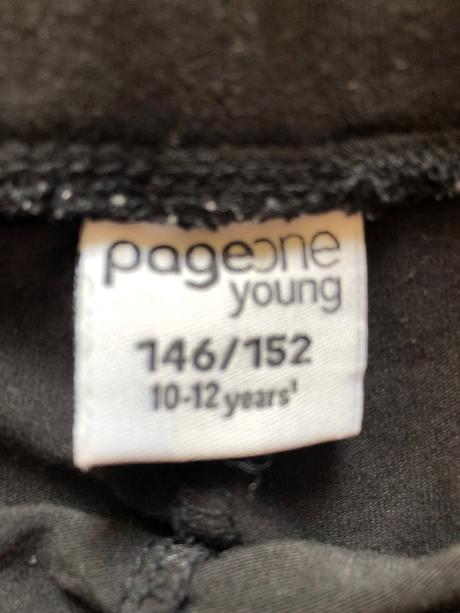 pageone
young
146/152
10-12 years¹